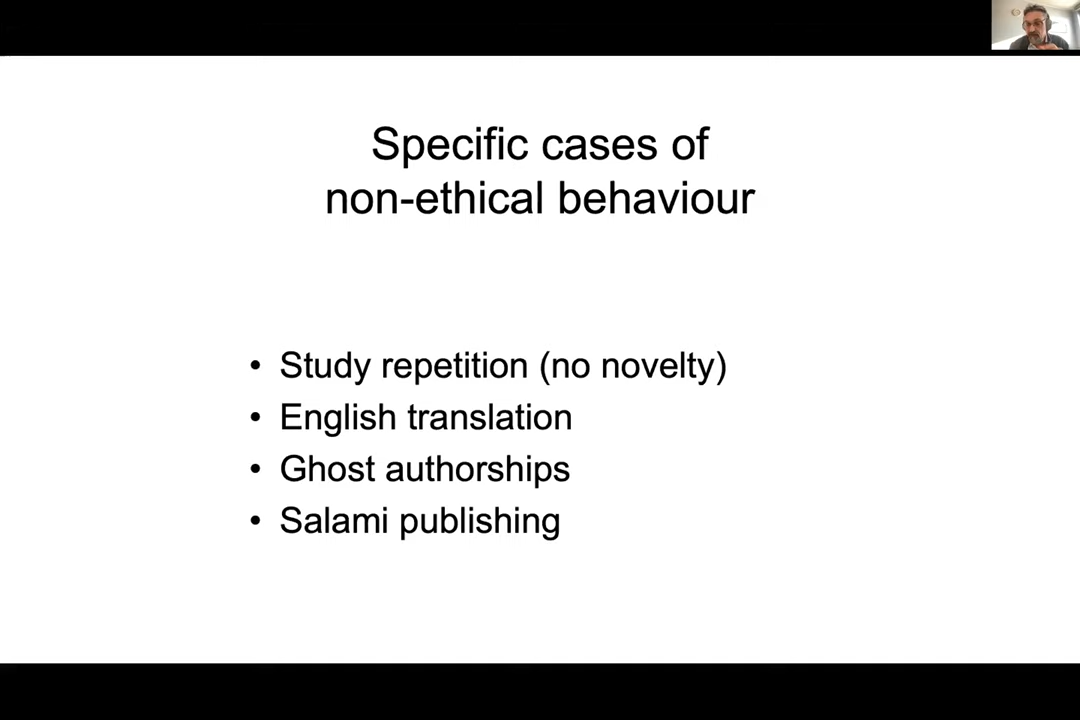 Specific cases of
non-ethical behaviour
• Study repetition (no novelty)
• English translation
• Ghost authorships
• Salami publishing